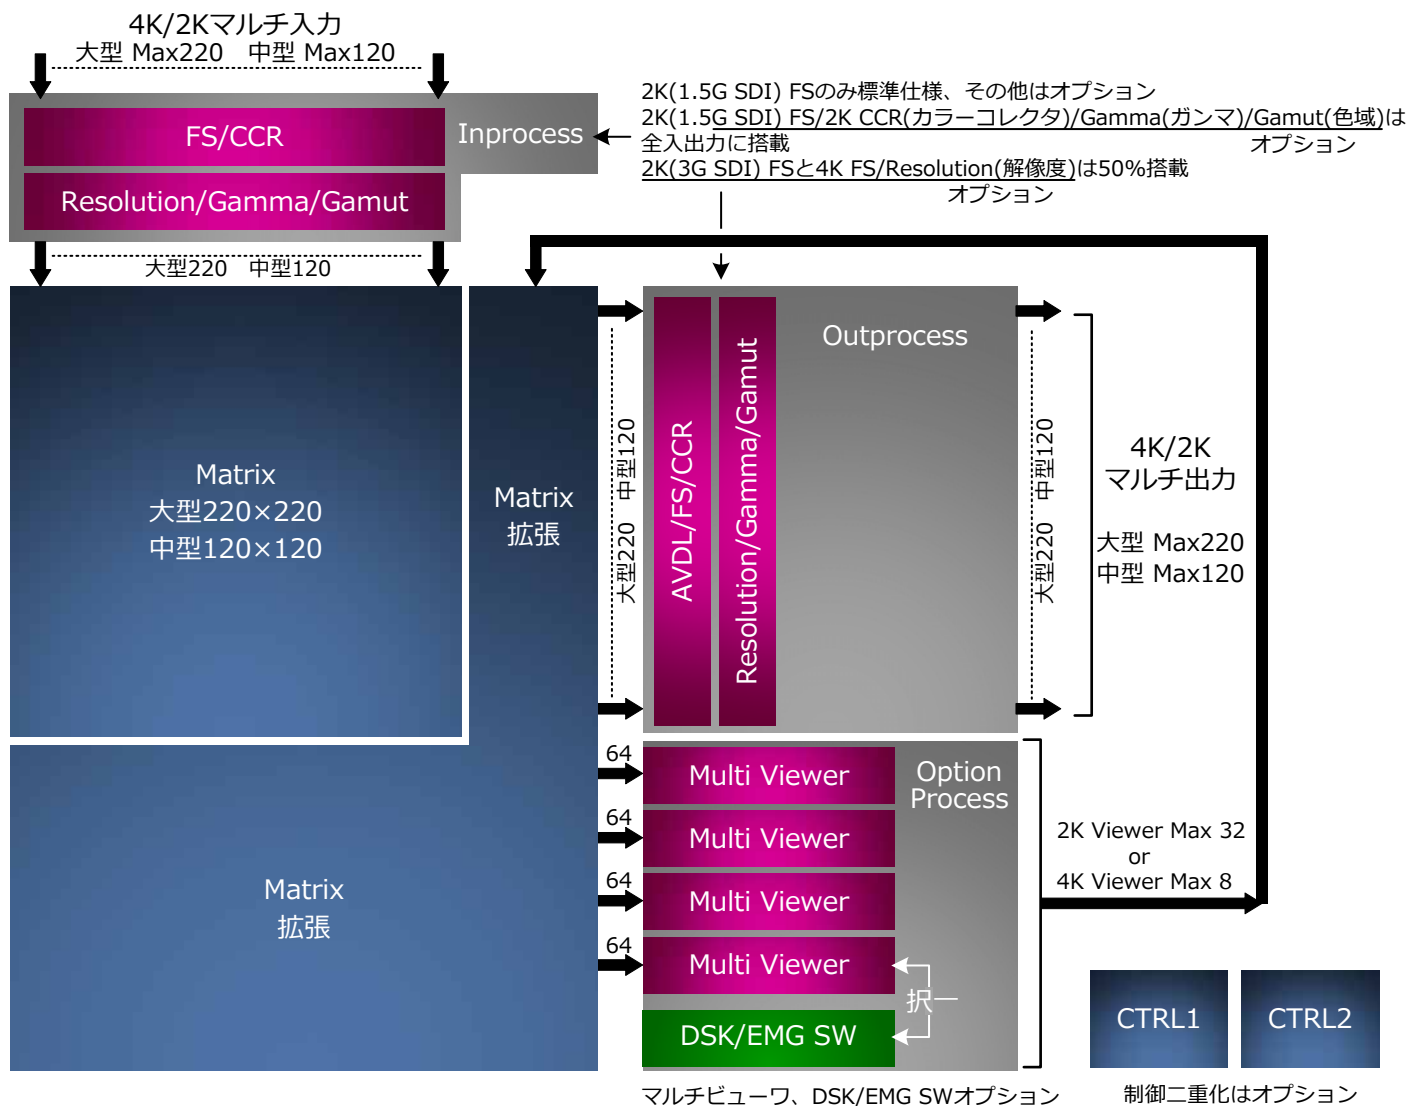 4K/2Kマルチ入力
大型 Max220　中型 Max120
FS/CCR
Inprocess
Resolution/Gamma/Gamut
大型220　中型120
2K(1.5G SDI) FSのみ標準仕様、その他はオプション
2K(1.5G SDI) FS/2K CCR(カラーコレクタ)/Gamma(ガンマ)/Gamut(色域)は
全入出力に搭載
オプション
2K(3G SDI) FSと4K FS/Resolution(解像度)は50%搭載
オプション
Matrix
大型220×220
中型120×120
Matrix
拡張
大型220　中型120
AVDL/FS/CCR
Resolution/Gamma/Gamut
Outprocess
大型220　中型120
4K/2K
マルチ出力
大型 Max220
中型 Max120
Matrix
拡張
64
Multi Viewer
64
Multi Viewer
64
Multi Viewer
64
Multi Viewer
Option
Process
択一
DSK/EMG SW
2K Viewer Max 32
or
4K Viewer Max 8
CTRL1
CTRL2
マルチビューワ、DSK/EMG SWオプション
制御二重化はオプション